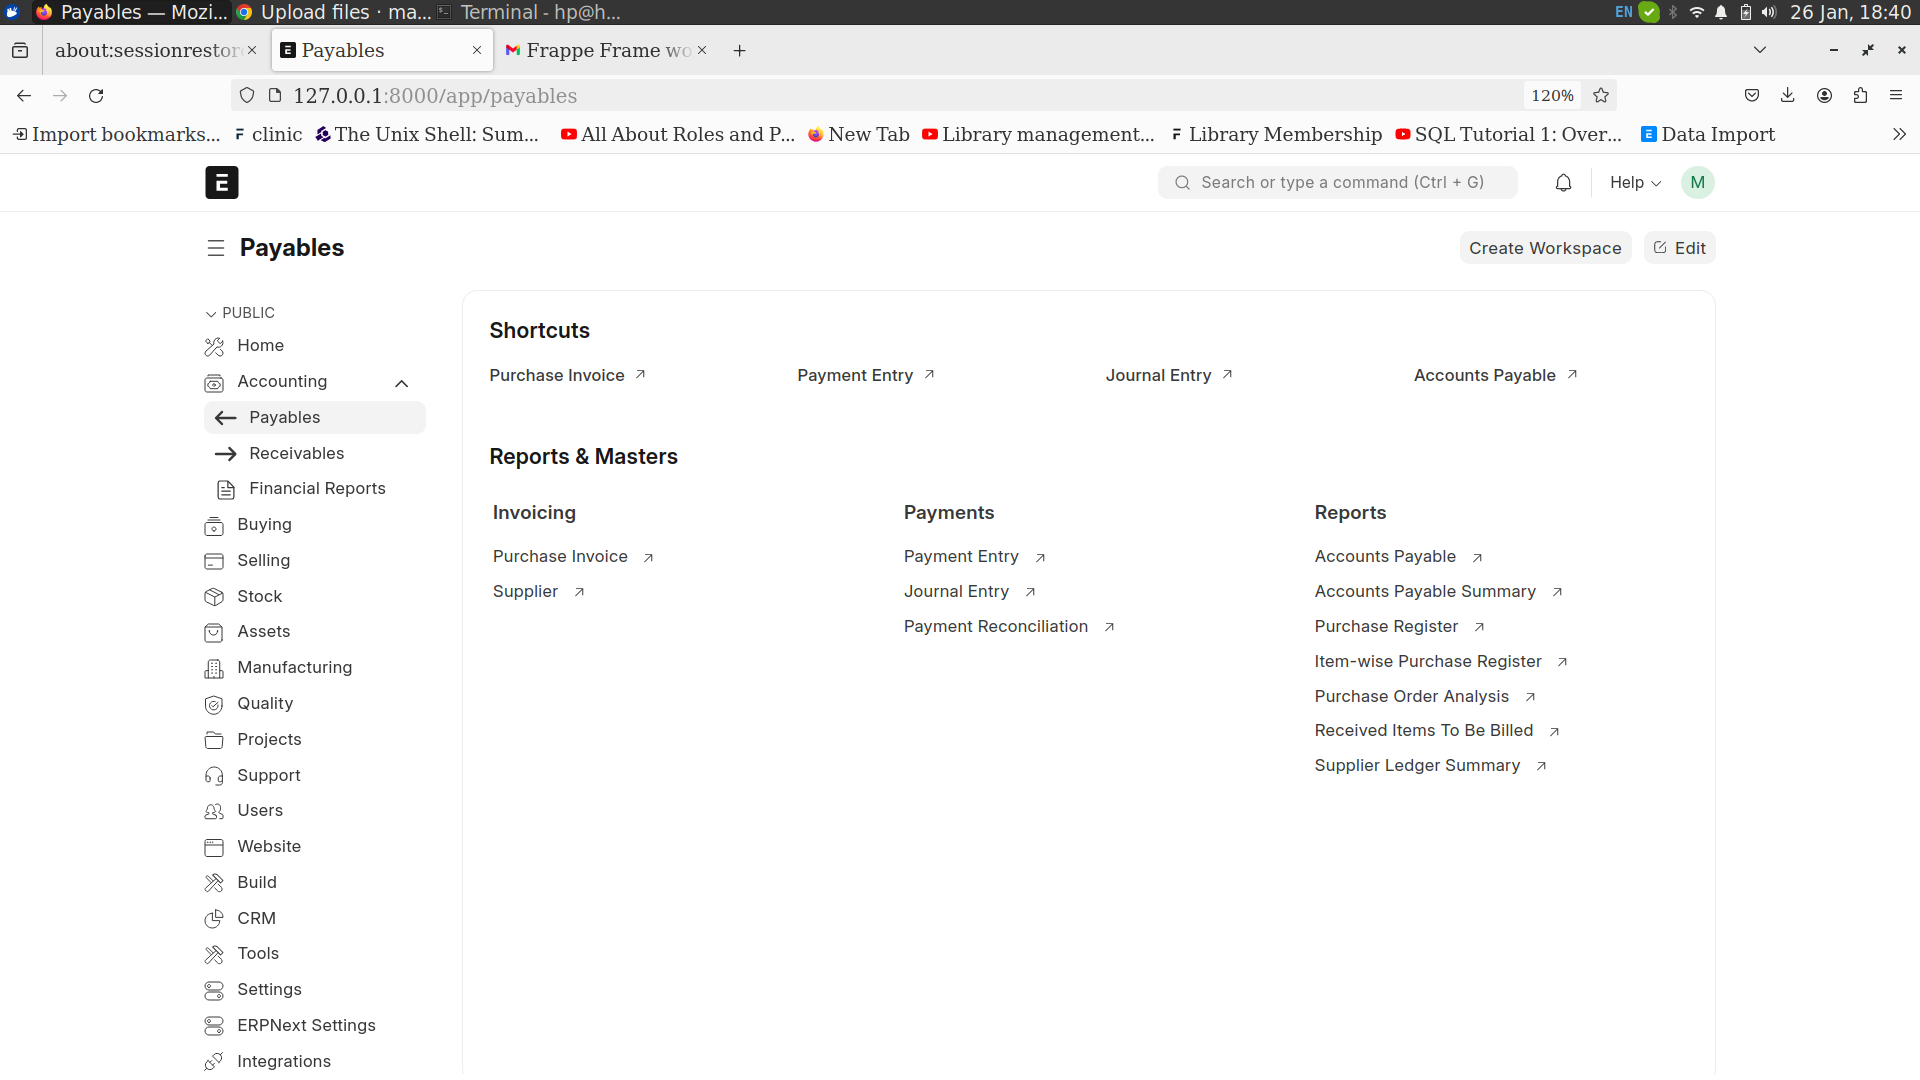 Payables — Mozi... Upload files · ma... Terminal - hp@h... EN 26 Jan, 18:40
about:sessionrestor Payables Frappe Frame wo
127.0.0.1:8000/app/payables 120%
Import bookmarks... clinic The Unix Shell: Sum... All About Roles and P... New Tab Library management... Library Membership SQL Tutorial 1: Over... Data Import
Search or type a command (Ctrl + G) Help M
Payables Create Workspace Edit
PUBLIC
Home
Accounting
Payables
Receivables
Financial Reports
Buying
Selling
Stock
Assets
Manufacturing
Quality
Projects
Support
Users
Website
Build
CRM
Tools
Settings
ERPNext Settings
Integrations
Shortcuts
Purchase Invoice Payment Entry Journal Entry Accounts Payable
Reports & Masters
Invoicing
Purchase Invoice
Supplier
Payments
Payment Entry
Journal Entry
Payment Reconciliation
Reports
Accounts Payable
Accounts Payable Summary
Purchase Register
Item-wise Purchase Register
Purchase Order Analysis
Received Items To Be Billed
Supplier Ledger Summary